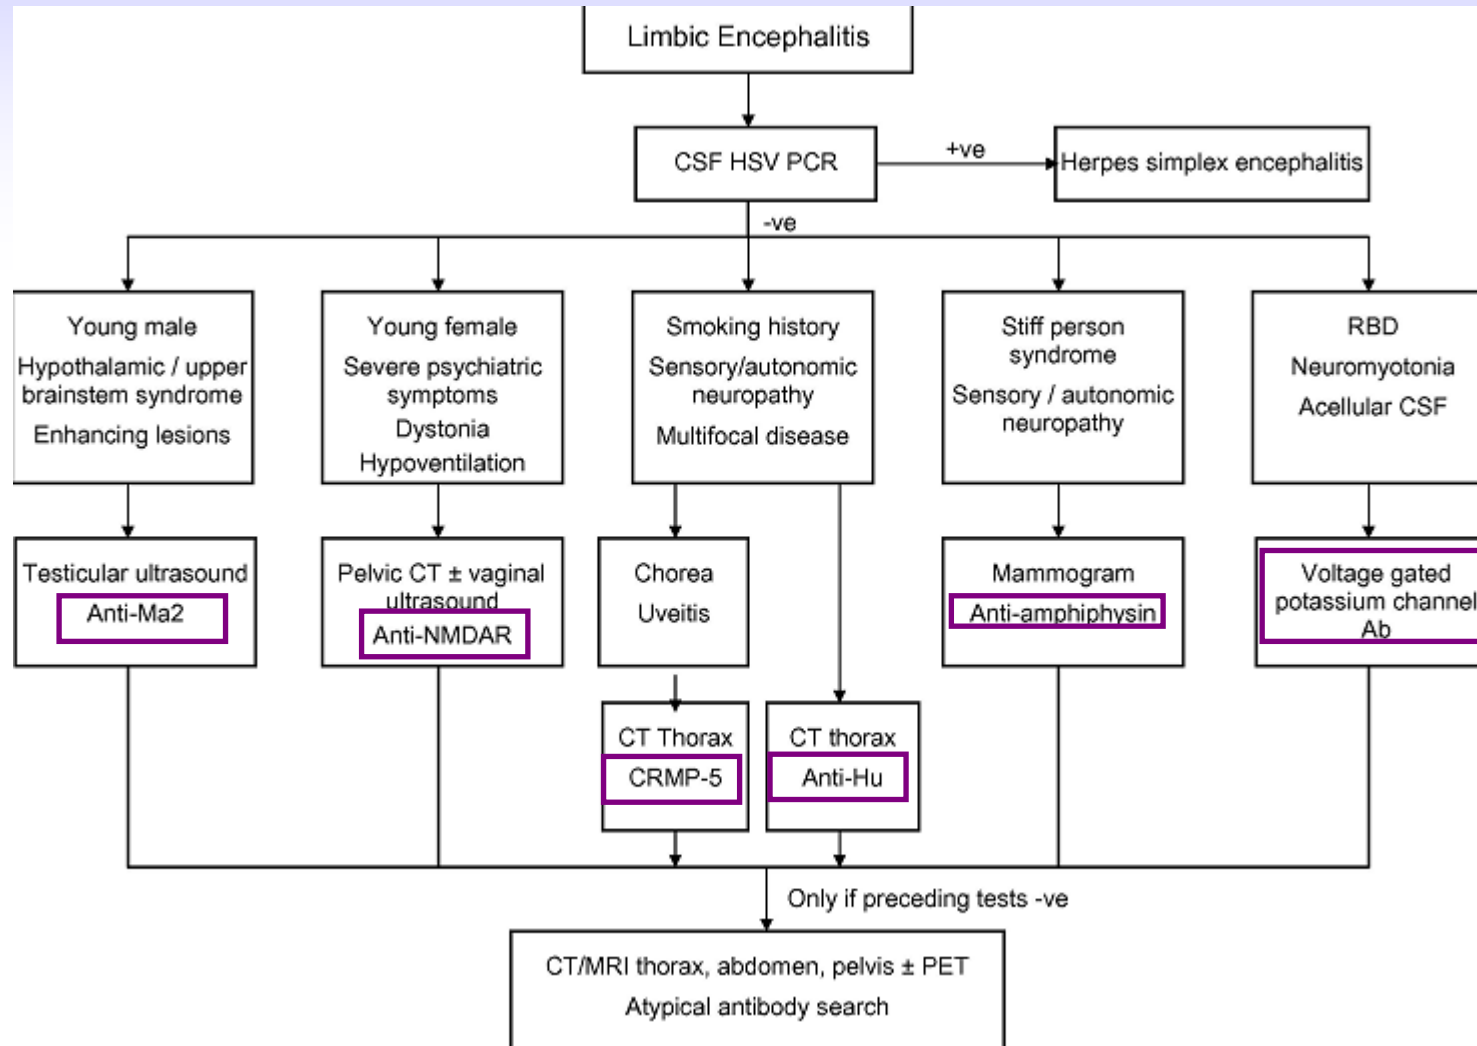 Limbic Encephalitis
CSF HSV PCR
+ve
Herpes simplex encephalitis
-ve
Young male
Hypothalamic / upper
brainstem syndrome
Enhancing lesions
Young female
Severe psychiatric
symptoms
Dystonia
Hypoventilation
Smoking history
Sensory/autonomic
neuropathy
Multifocal disease
Stiff person
syndrome
Sensory / autonomic
neuropathy
RBD
Neuromyotonia
Acellular CSF
Testicular ultrasound
Anti-Ma2
Pelvic CT ± vaginal
ultrasound
Anti-NMDAR
Chorea
Uveitis
Mammogram
Anti-amphiphysin
Voltage gated
potassium channel
Ab
CT Thorax
CRMP-5
CT thorax
Anti-Hu
Only if preceding tests -ve
CT/MRI thorax, abdomen, pelvis ± PET
Atypical antibody search